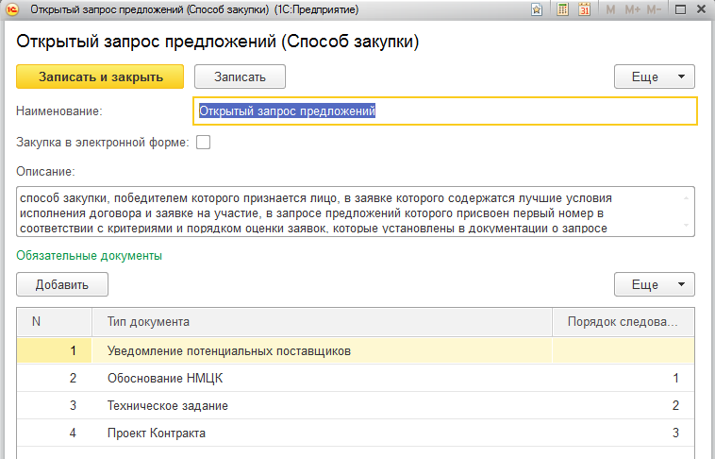 Открытый запрос предложений (Способ закупки) (1С:Предприятие)
M M+ M-
Открытый запрос предложений (Способ закупки)
Записать и закрыть Записать Еще
Наименование: Открытый запрос предложений
Закупка в электронной форме:
Описание:
способ закупки, победителем которого признается лицо, в заявке которого содержатся лучшие условия
исполнения договора и заявке на участие, в запросе предложений которого присвоен первый номер в
соответствии с критериями и порядком оценки заявок, которые установлены в документации о запросе
Обязательные документы
Добавить Еще
N Тип документа Порядок следова...
1 Уведомление потенциальных поставщиков
2 Обоснование НМЦК 1
3 Техническое задание 2
4 Проект Контракта 3